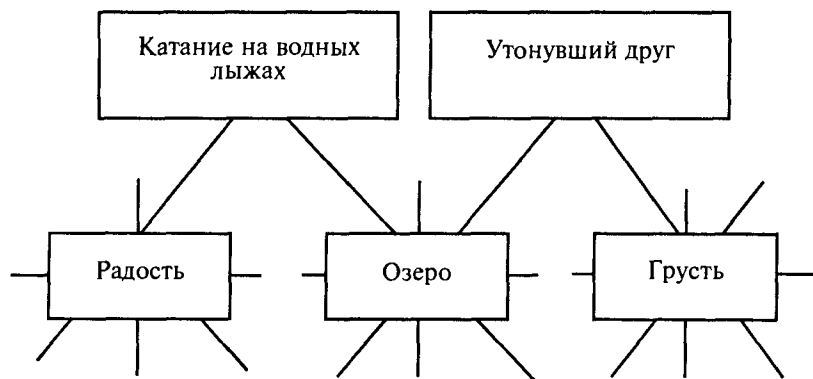 Катание на водных
лыжах
Утонувший друг
Радость
Озеро
Грусть